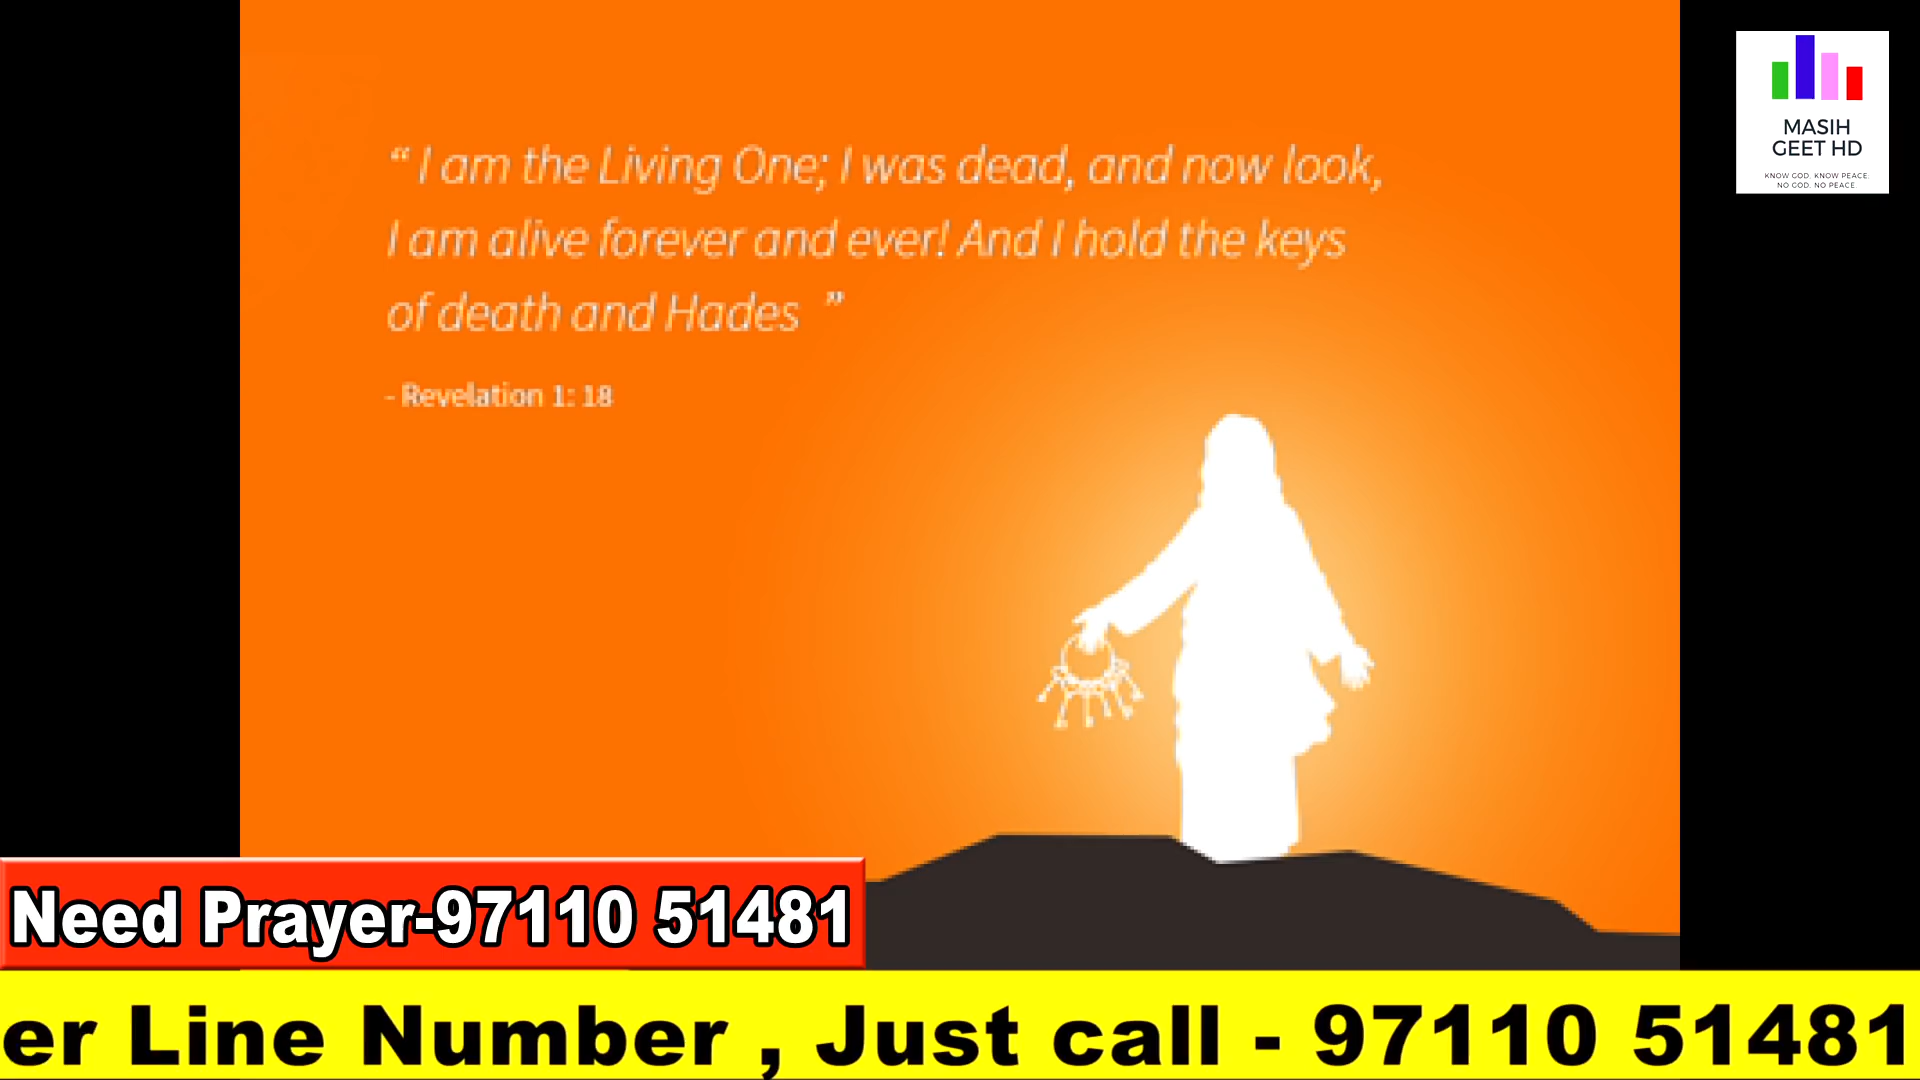 “ I am the Living One; I was dead, and now look,
I am alive forever and ever! And I hold the keys
of death and Hades ”
- Revelation 1: 18
MASIH
GEET HD
KNOW GOD. KNOW PEACE.
NO GOD. NO PEACE.
Need Prayer-97110 51481
er Line Number , Just call - 97110 51481